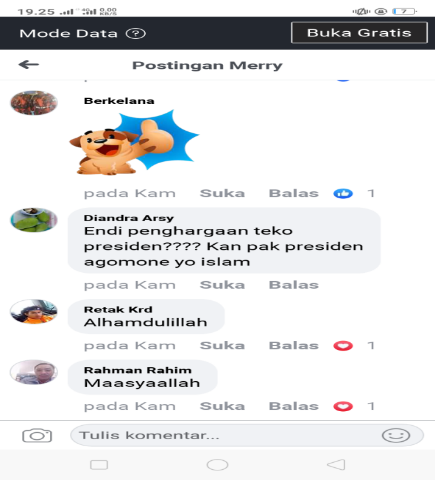 19.25
Mode Data
Buka Gratis
Postingan Merry
Berkelana
pada Kam Suka Balas 1
Diandra Arsy
Endi penghargaan teko
presiden???? Kan pak presiden
agomone yo islam
pada Kam Suka Balas
Retak Krd
Alhamdulillah
pada Kam Suka Balas 1
Rahman Rahim
Maasyaallah
pada Kam Suka Balas 1
Tulis komentar...